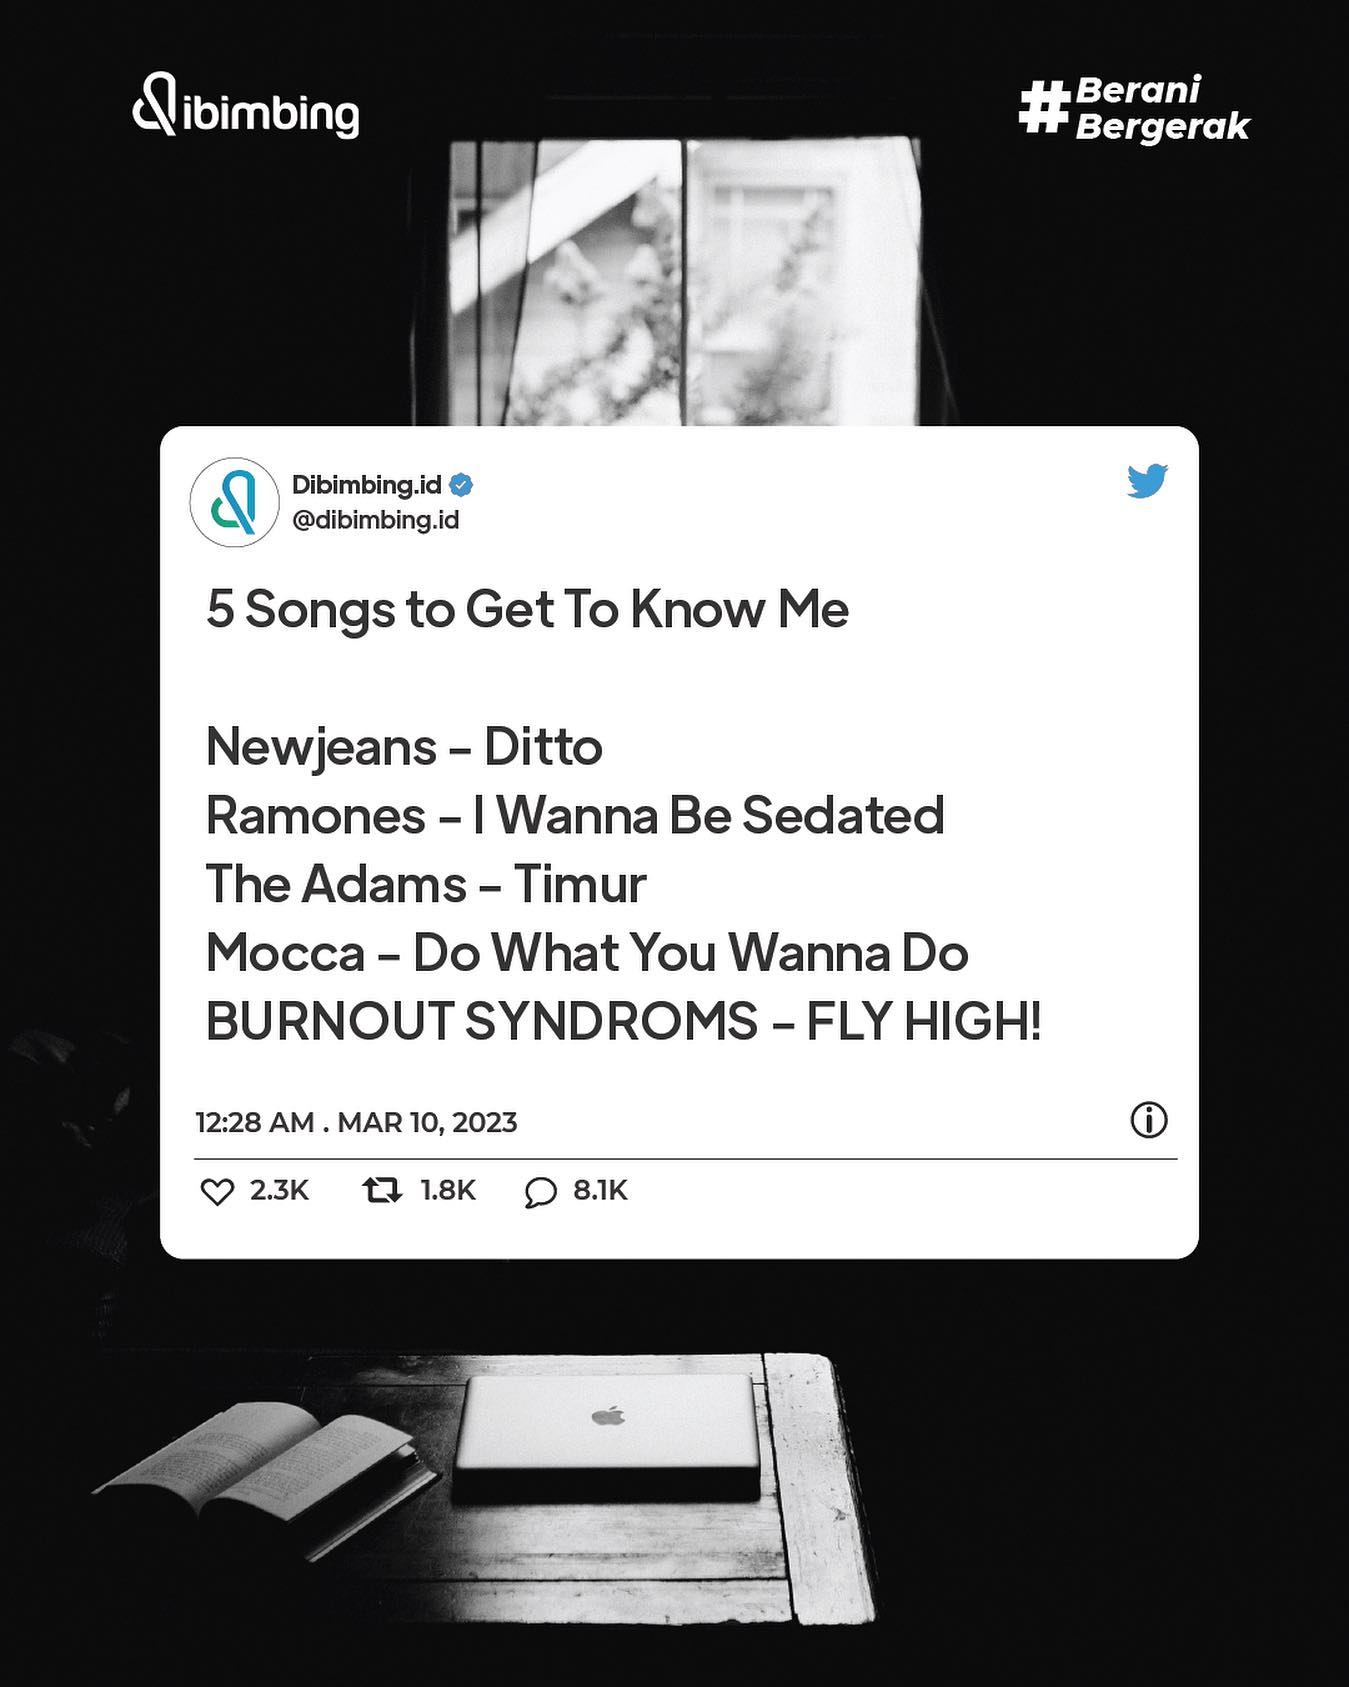 dibimbing
#Berani
Bergerak
Dibimbing.id
@dibimbing.id
5 Songs to Get To Know Me
Newjeans – Ditto
Ramones – I Wanna Be Sedated
The Adams – Timur
Mocca – Do What You Wanna Do
BURNOUT SYNDROMS – FLY HIGH!
12:28 AM . MAR 10, 2023
2.3K 1.8K 8.1K